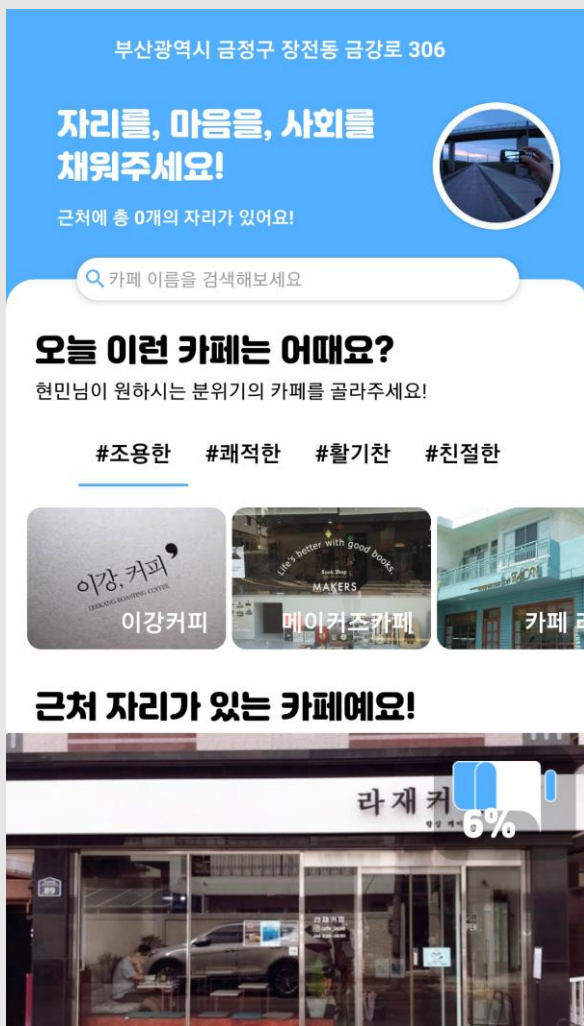 부산광역시 금정구 장전동 금강로 306
자리를, 마음을, 사회를
채워주세요!
근처에 총 0개의 자리가 있어요!
카페 이름을 검색해보세요
오늘 이런 카페는 어때요?
현민님이 원하시는 분위기의 카페를 골라주세요!
#조용한 #쾌적한 #활기찬 #친절한
이강, 커피
LEEKANG ROASTING COFFEE
이강커피
Life's better with good books.
Book Shop
MAKERS
메이커즈카페
카페
근처 자리가 있는 카페예요!
라재커
6%
89
라재커피